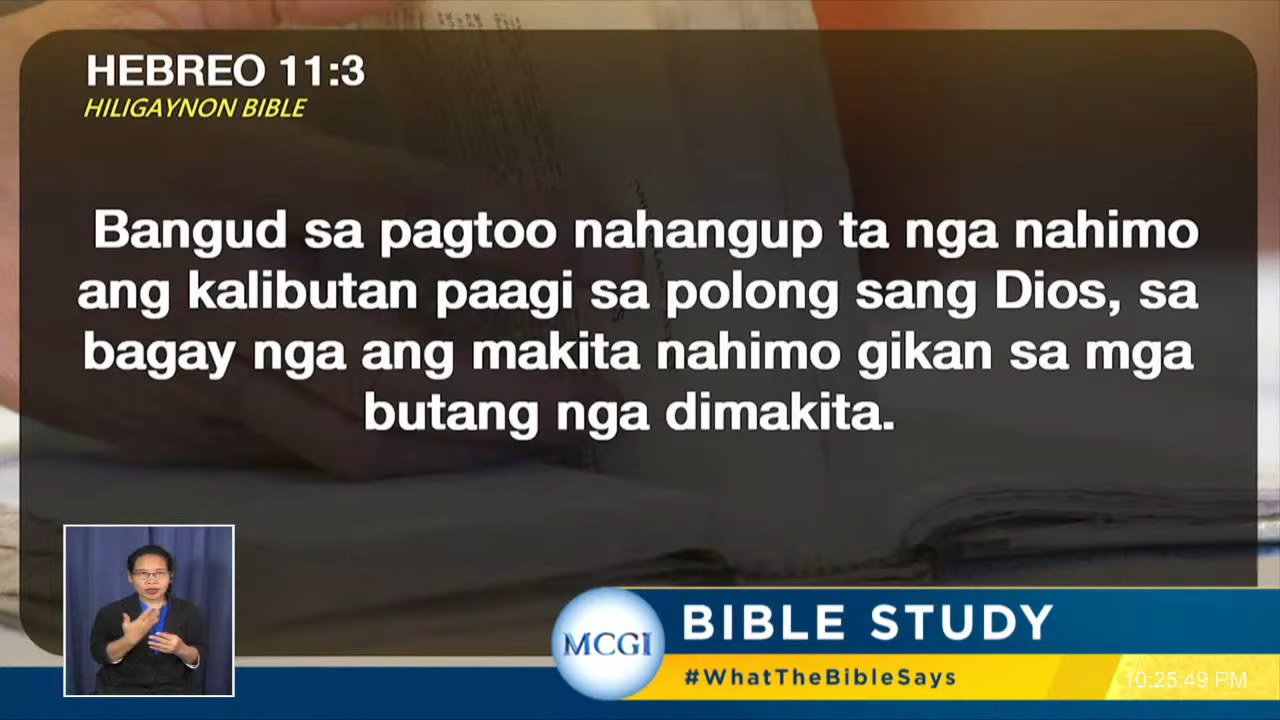 HEBREO 11:3
HILIGAYNON BIBLE
Bangud sa pagtoo nahangup ta nga nahimo
ang kalibutan paagi sa polong sang Dios, sa
bagay nga ang makita nahimo gikan sa mga
butang nga dimakita.
MCGI
BIBLE STUDY
#WhatTheBibleSays
10:25:49 PM